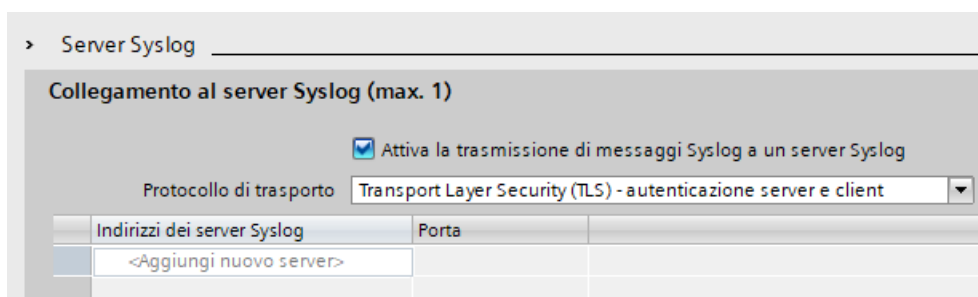 Server Syslog
Collegamento al server Syslog (max. 1)
Attiva la trasmissione di messaggi Syslog a un server Syslog
Protocollo di trasporto Transport Layer Security (TLS) - autenticazione server e client
Indirizzi dei server Syslog Porta
<Aggiungi nuovo server>